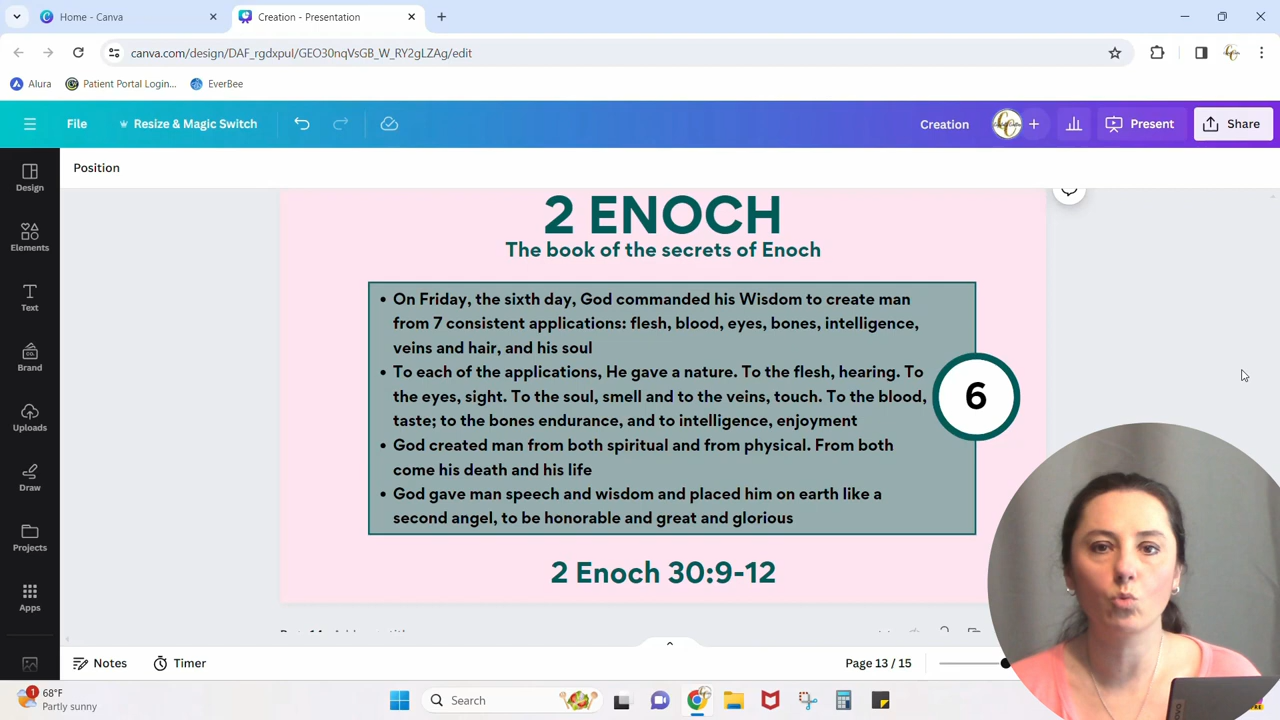 Home - Canva
Creation - Presentation
canva.com/design/DAF_rgdxpuI/GEO30nqVsGB_W_RY2gLZAg/edit
Alura
Patient Portal Login...
EverBee
File
Resize & Magic Switch
Creation
Present
Share
Position
Design
Elements
Text
Brand
Uploads
Draw
Projects
Apps
2 ENOCH
The book of the secrets of Enoch
• On Friday, the sixth day, God commanded his Wisdom to create man
from 7 consistent applications: flesh, blood, eyes, bones, intelligence,
veins and hair, and his soul
• To each of the applications, He gave a nature. To the flesh, hearing. To
the eyes, sight. To the soul, smell and to the veins, touch. To the blood,
taste; to the bones endurance, and to intelligence, enjoyment
• God created man from both spiritual and from physical. From both
come his death and his life
• God gave man speech and wisdom and placed him on earth like a
second angel, to be honorable and great and glorious
6
2 Enoch 30:9-12
Notes
Timer
Page 13 / 15
1
68°F
Partly sunny
Search